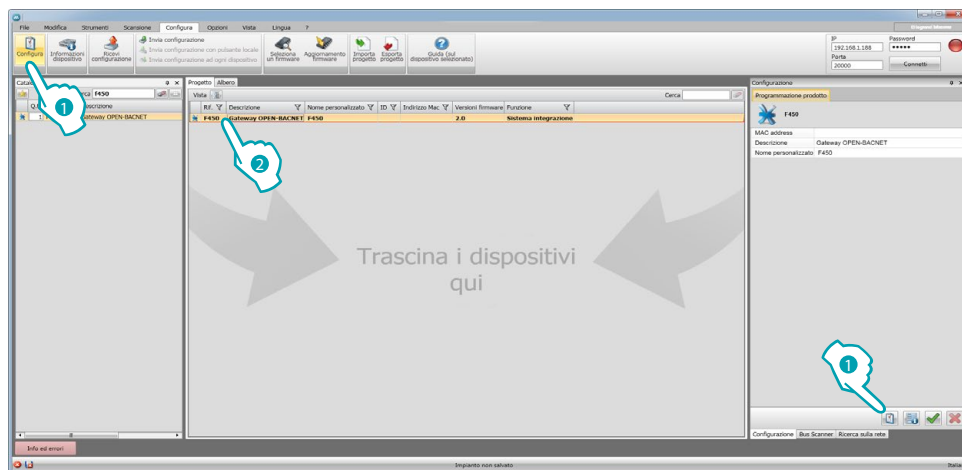 File Modifica Strumenti Scansione Configura Opzioni Vista Lingua ?
Configura
Informazioni dispositivo
Ricevi configurazione
Invia configurazione
Invia configurazione con pulsante locale
Invia configurazione ad ogni dispositivo
Seleziona un firmware
Aggiornamento firmware
Importa progetto
Esporta progetto
Guida (sul dispositivo selezionato)
IP
192.168.1.188
Password
•••••
Porta
20000
Connetti
1
F450
Gateway OPEN-BACNET
Progetto Albero
Vista
Cerca
Rif. Descrizione Nome personalizzato ID Indirizzo Mac Versioni firmware Funzione
F450 Gateway OPEN-BACNET F450 2.0 Sistema integrazione
2
Trascina i dispositivi
qui
Configurazione
Programmazione prodotto
F450
MAC address
Descrizione Gateway OPEN-BACNET
Nome personalizzato F450
1
Configurazione Bus Scanner Ricerca sulla rete
Info ed errori
Impianto non salvato